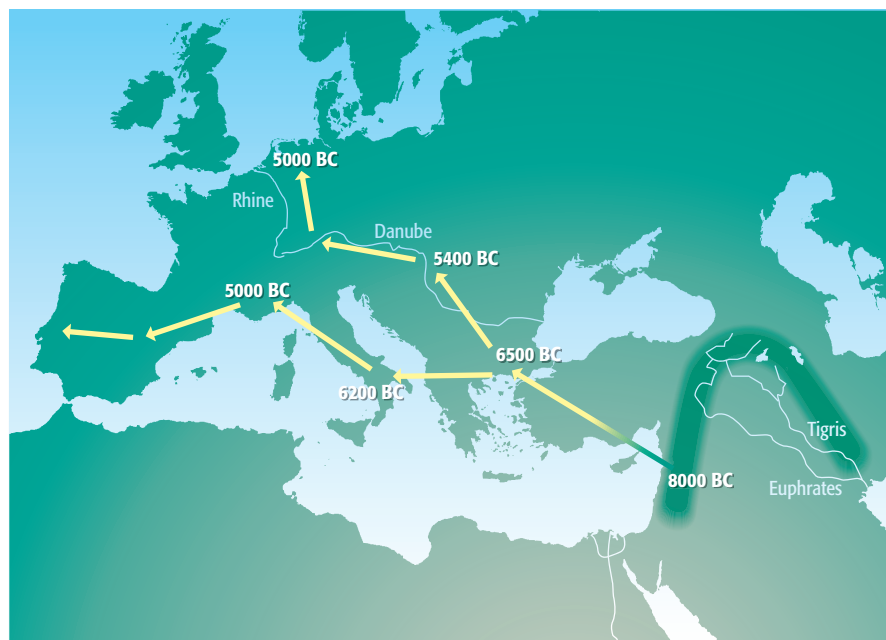 5000 BC
Rhine
Danube
5400 BC
5000 BC
6500 BC
6200 BC
Tigris
8000 BC
Euphrates